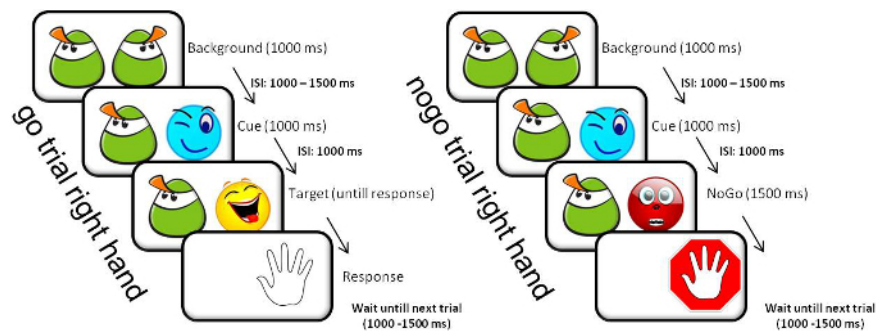 go trial right hand
Background (1000 ms)
ISI: 1000 – 1500 ms
Cue (1000 ms)
ISI: 1000 ms
Target (untill response)
Response
Wait untill next trial
(1000 -1500 ms)
nogo trial right hand
Background (1000 ms)
ISI: 1000 – 1500 ms
Cue (1000 ms)
ISI: 1000 ms
NoGo (1500 ms)
Wait untill next trial
(1000 -1500 ms)